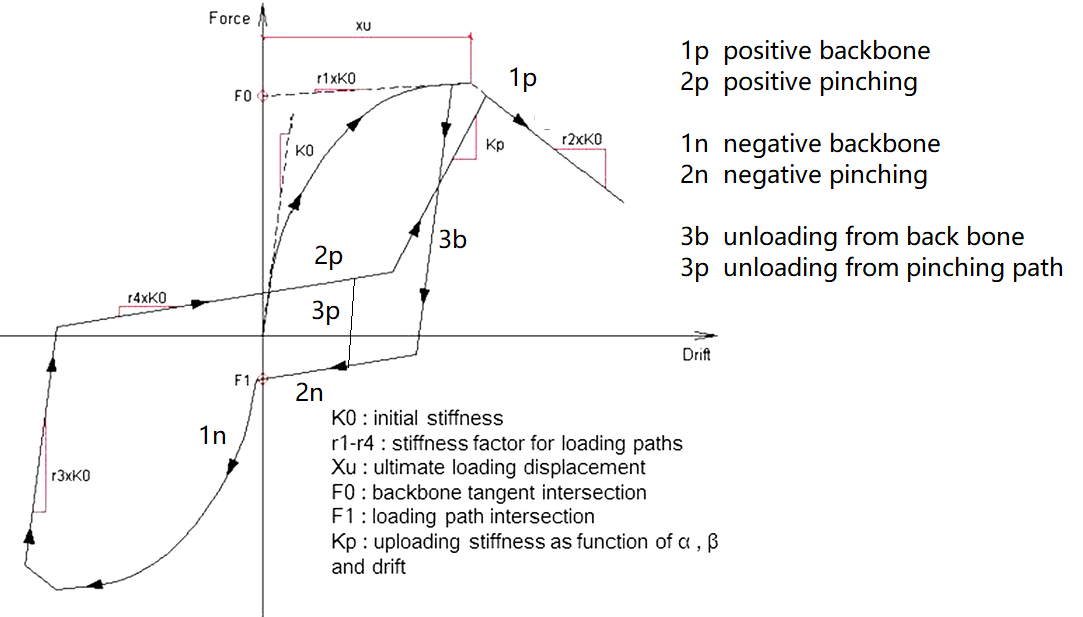 Force
xu
1p positive backbone
2p positive pinching
1n negative backbone
2n negative pinching
3b unloading from back bone
3p unloading from pinching path
r1xK0
1p
F0
K0
Kp
r2xK0
2p
3b
r4xK0
3p
Drift
F1
2n
1n
r3xK0
K0 : initial stiffness
r1-r4 : stiffness factor for loading paths
Xu : ultimate loading displacement
F0 : backbone tangent intersection
F1 : loading path intersection
Kp : uploading stiffness as function of α , β
and drift